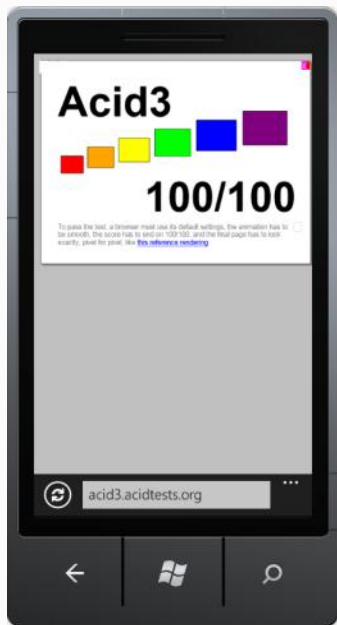 Acid3
100/100
To pass the test, a browser must use its default settings, the animation has to
be smooth, the score has to end on 100/100, and the final page has to look
exactly, pixel for pixel, like this reference rendering.
acid3.acidtests.org